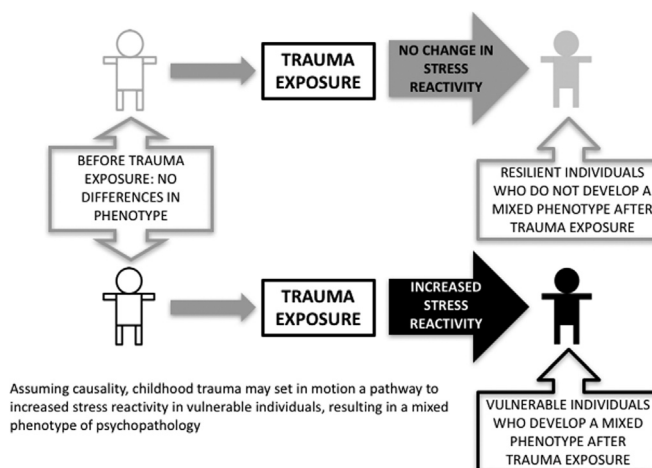 TRAUMA
EXPOSURE
NO CHANGE IN
STRESS
REACTIVITY
BEFORE TRAUMA
EXPOSURE: NO
DIFFERENCES IN
PHENOTYPE
RESILIENT INDIVIDUALS
WHO DO NOT DEVELOP A
MIXED PHENOTYPE AFTER
TRAUMA EXPOSURE
TRAUMA
EXPOSURE
INCREASED
STRESS
REACTIVITY
Assuming causality, childhood trauma may set in motion a pathway to
increased stress reactivity in vulnerable individuals, resulting in a mixed
phenotype of psychopathology
VULNERABLE INDIVIDUALS
WHO DEVELOP A MIXED
PHENOTYPE AFTER
TRAUMA EXPOSURE